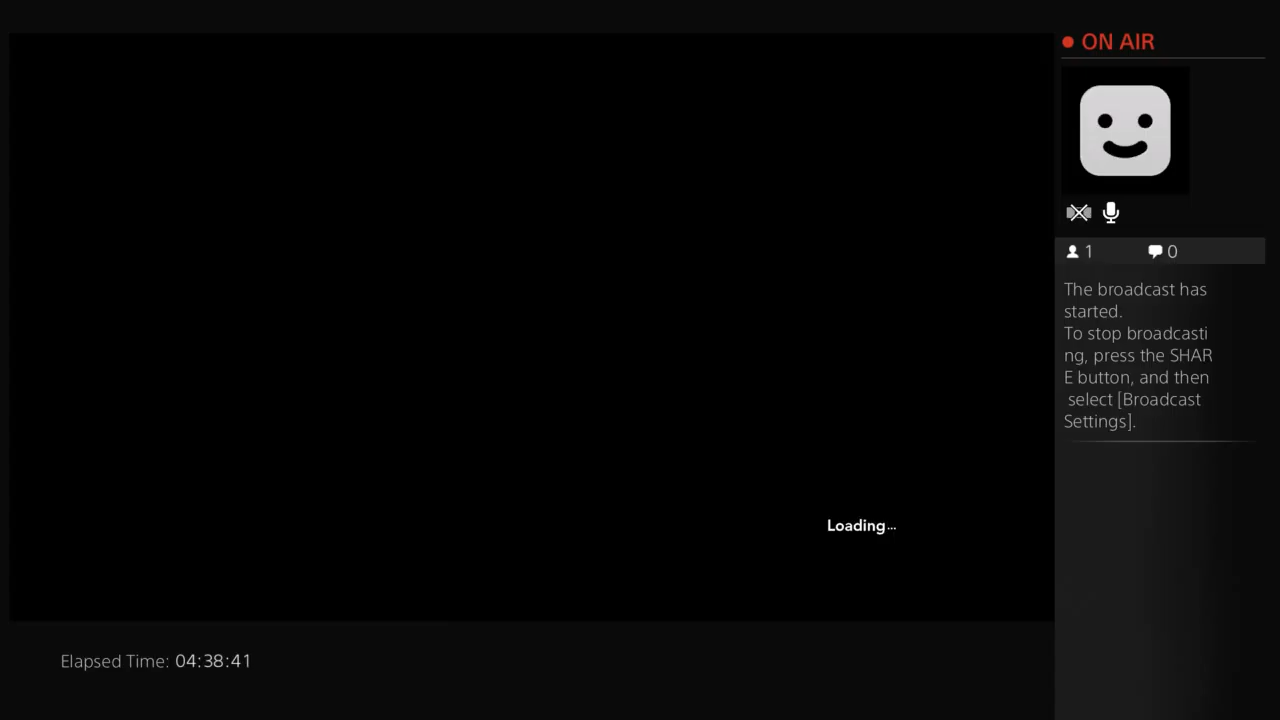 ON AIR
1 0
The broadcast has
started.
To stop broadcasti
ng, press the SHAR
E button, and then
select [Broadcast
Settings].
Loading...
Elapsed Time: 04:38:41